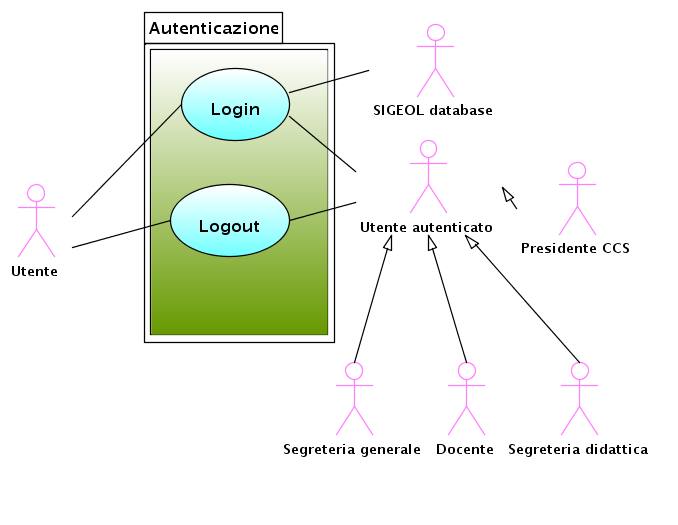 Autenticazione
Login
SIGEOL database
Logout
Utente autenticato
Presidente CCS
Utente
Segreteria generale
Docente
Segreteria didattica